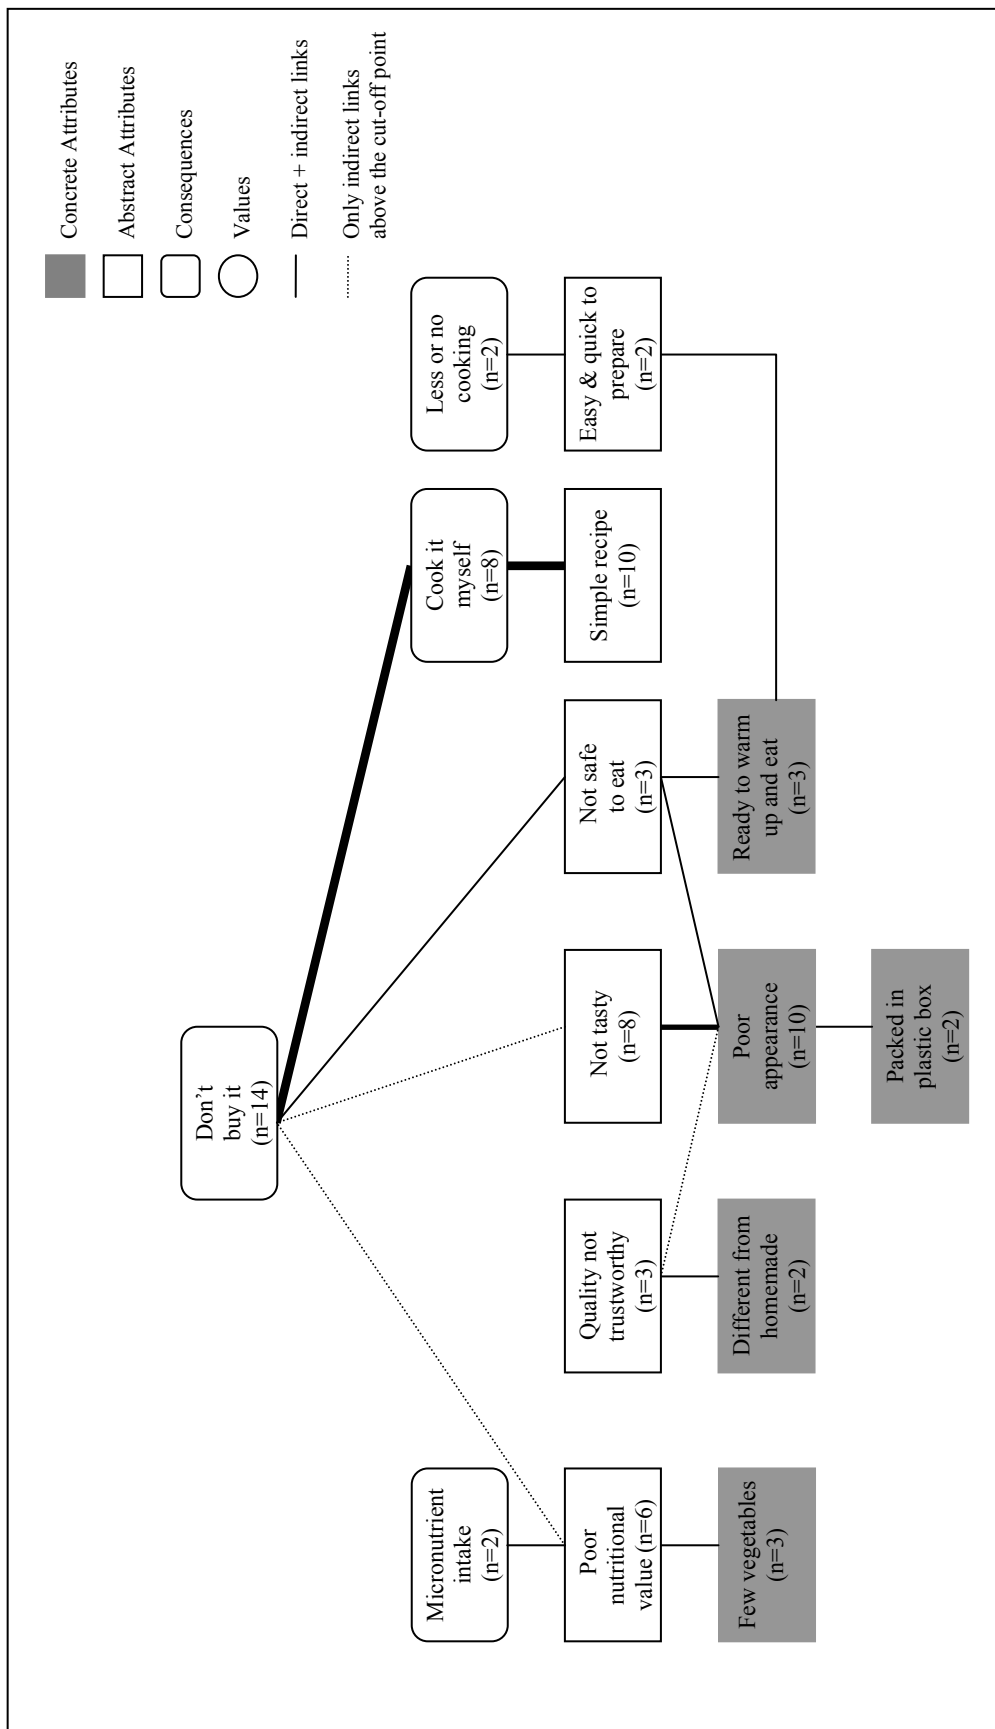 Don’t
buy it
(n=14)
Micronutrient
intake
(n=2)
Cook it
myself
(n=8)
Less or no
cooking
(n=2)
Poor
nutritional
value (n=6)
Quality not
trustworthy
(n=3)
Not tasty
(n=8)
Not safe
to eat
(n=3)
Simple recipe
(n=10)
Easy & quick to
prepare
(n=2)
Few vegetables
(n=3)
Different from
homemade
(n=2)
Poor
appearance
(n=10)
Ready to warm
up and eat
(n=3)
Packed in
plastic box
(n=2)
Concrete Attributes
Abstract Attributes
Consequences
Values
Direct + indirect links
Only indirect links
above the cut-off point